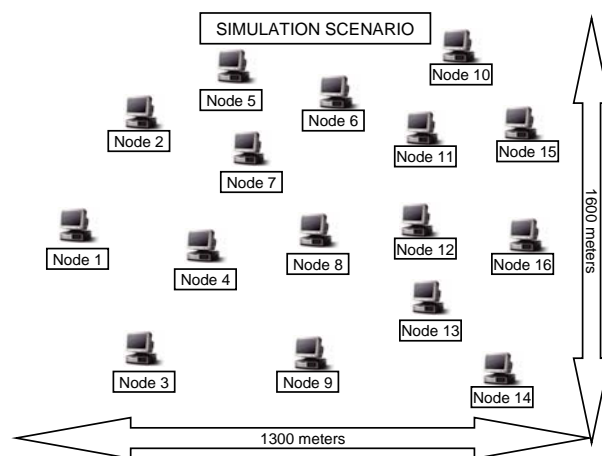 SIMULATION SCENARIO
Node 10
Node 5
Node 6
Node 2
Node 11
Node 15
Node 7
Node 1
Node 4
Node 8
Node 12
Node 16
1600 meters
Node 13
Node 3
Node 9
Node 14
1300 meters